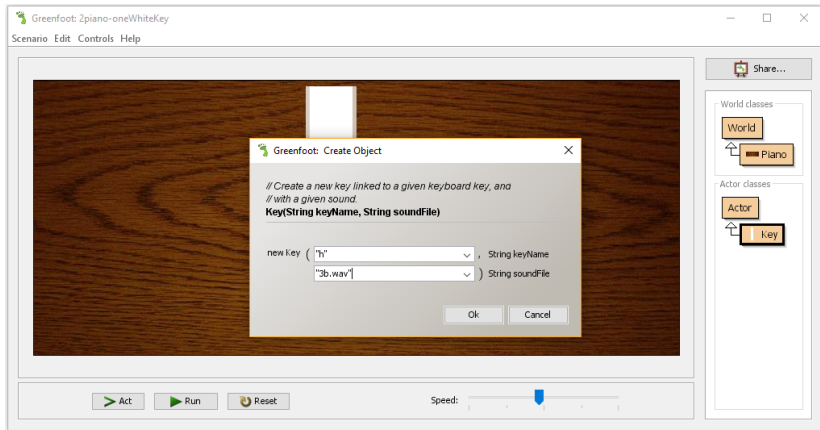 Greenfoot: 2piano-oneWhiteKey
Scenario Edit Controls Help
Share...
World classes
World
Piano
Actor classes
Actor
Key
Greenfoot: Create Object
// Create a new key linked to a given keyboard key, and
// with a given sound.
Key(String keyName, String soundFile)
new Key ( "h" , String keyName
"3b.wav" ) String soundFile
Ok Cancel
Act Run Reset Speed: